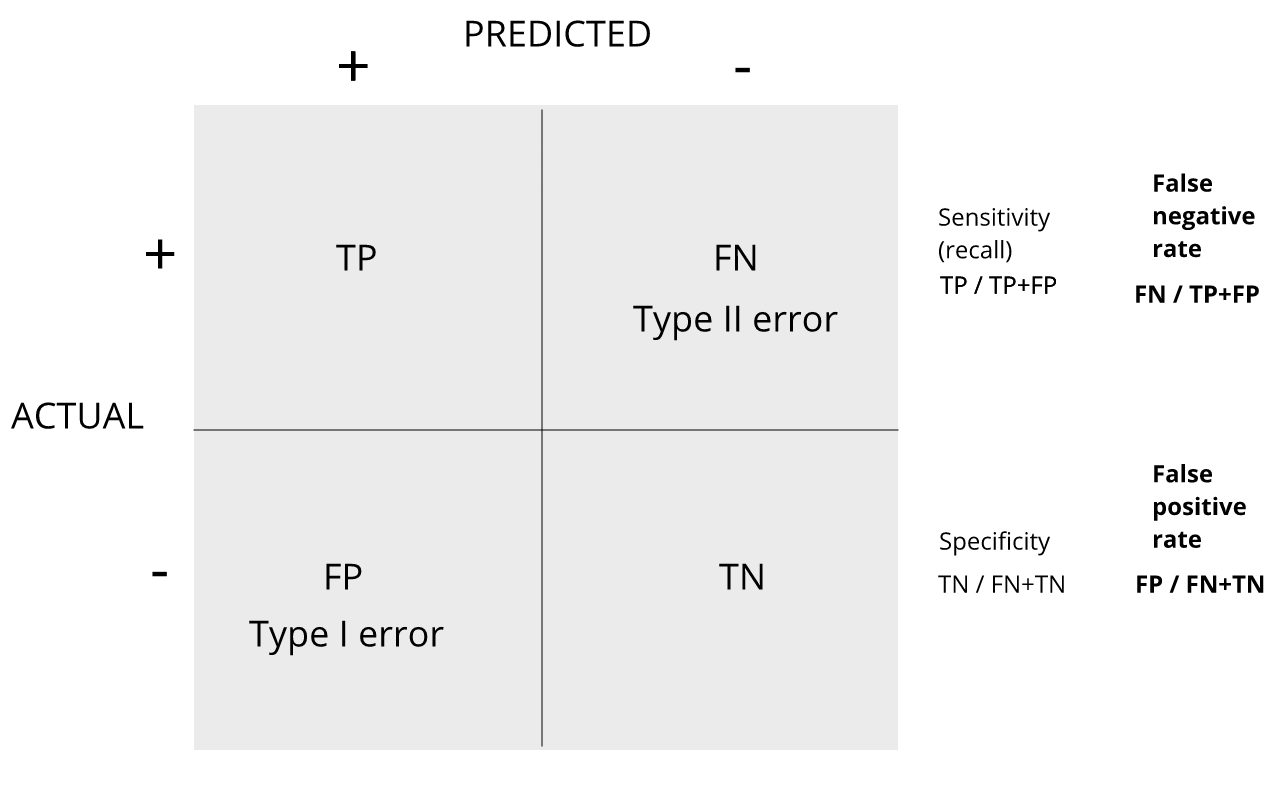 PREDICTED
+
-
+
TP
FN
Type II error
Sensitivity
(recall)
TP / TP+FP
False
negative
rate
FN / TP+FP
ACTUAL
-
FP
Type I error
TN
Specificity
TN / FN+TN
False
positive
rate
FP / FN+TN